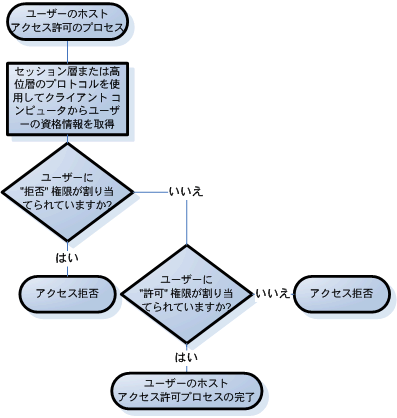 ユーザーのホスト
アクセス許可のプロセス
セッション層または高
位層のプロトコルを使
用してクライアント コ
ンピュータからユーザ
ーの資格情報を取得
ユーザーに
"拒否" 権限が割り当
てられていますか?
いいえ
はい
アクセス拒否
ユーザーに
"許可" 権限が割り当
てられていますか?
いいえ
アクセス拒否
はい
ユーザーのホスト
アクセス許可プロセスの完了